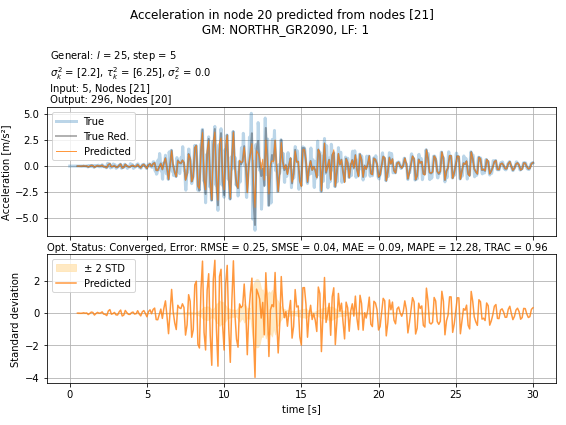 Acceleration in node 20 predicted from nodes [21]
GM: NORTHR_GR2090, LF: 1
General: l = 25, step = 5
σ²ₖ = [2.2], τ²ₖ = [6.25], σ²ₛ = 0.0
Input: 5, Nodes [21]
Output: 296, Nodes [20]
Acceleration [m/s²]
5.0
2.5
0.0
−2.5
−5.0
True
True Red.
Predicted
Opt. Status: Converged, Error: RMSE = 0.25, SMSE = 0.04, MAE = 0.09, MAPE = 12.28, TRAC = 0.96
Standard deviation
2
0
−2
−4
± 2 STD
Predicted
0 5 10 15 20 25 30
time [s]